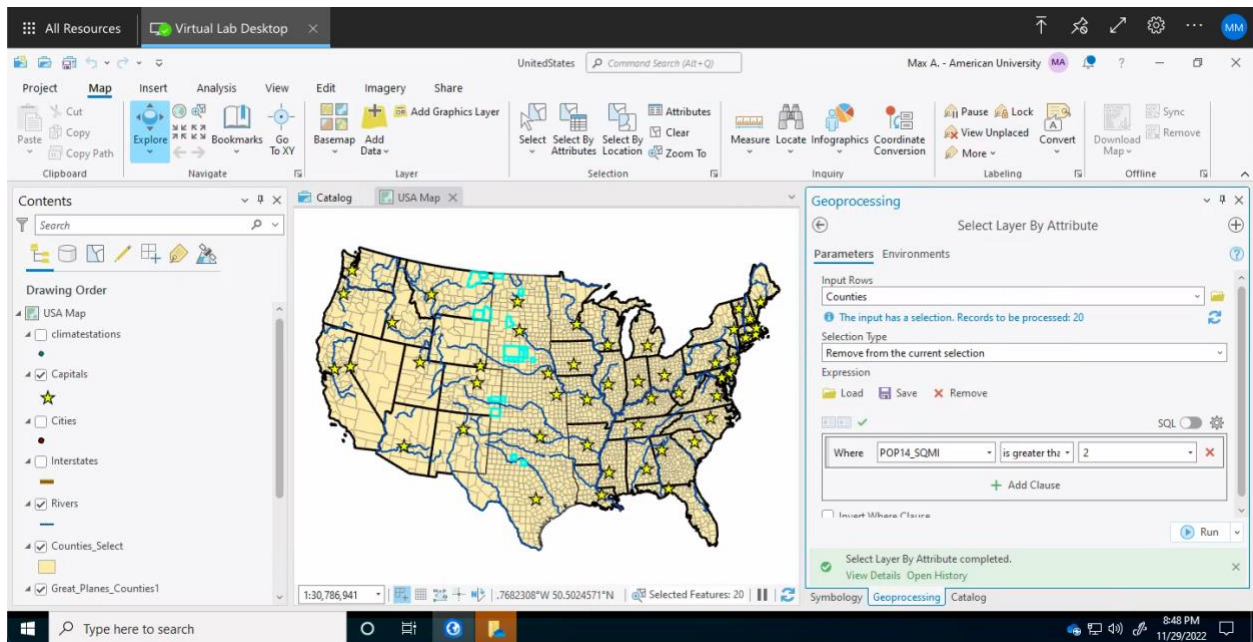 All Resources
Virtual Lab Desktop
MM
UnitedStates
Command Search (Alt+Q)
Max A. - American University
MA
?
Project Map Insert Analysis View Edit Imagery Share
Paste
Cut
Copy
Copy Path
Clipboard
Explore
Bookmarks
Go To XY
Navigate
Basemap
Add Data
Add Graphics Layer
Layer
Select
Select By Attributes
Select By Location
Attributes
Clear
Zoom To
Selection
Measure
Locate
Infographics
Coordinate Conversion
Inquiry
Pause
Lock
View Unplaced
More
Convert
Labeling
Download Map
Sync
Remove
Offline
Contents
Search
Drawing Order
USA Map
climatestations
Capitals
Cities
Interstates
Rivers
Counties_Select
Great_Planes_Counties1
Catalog
USA Map
1:30,786,941
.7682308°W 50.5024571°N
Selected Features: 20
Geoprocessing
Select Layer By Attribute
Parameters Environments
?
Input Rows
Counties
The input has a selection. Records to be processed: 20
Selection Type
Remove from the current selection
Expression
Load Save Remove
SQL
Where POP14_SQMI is greater tha 2
Add Clause
Invert Where Clause
Run
Select Layer By Attribute completed.
View Details Open History
Symbology Geoprocessing Catalog
Type here to search
8:48 PM
11/29/2022